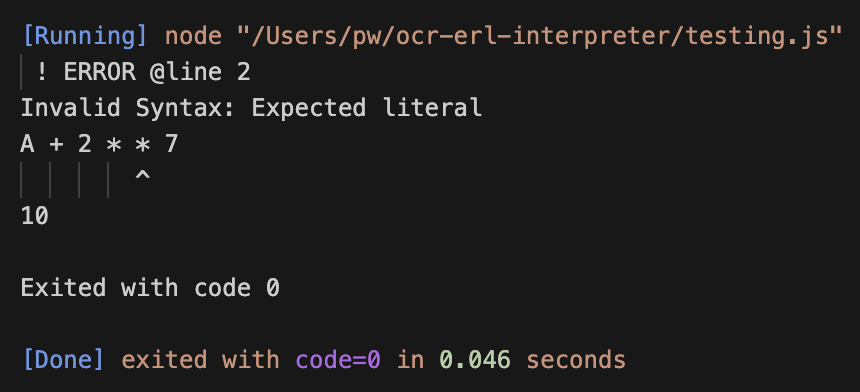 [Running] node "/Users/pw/ocr-erl-interpreter/testing.js"
! ERROR @line 2
Invalid Syntax: Expected literal
A + 2 * * 7
^
10
Exited with code 0
[Done] exited with code=0 in 0.046 seconds